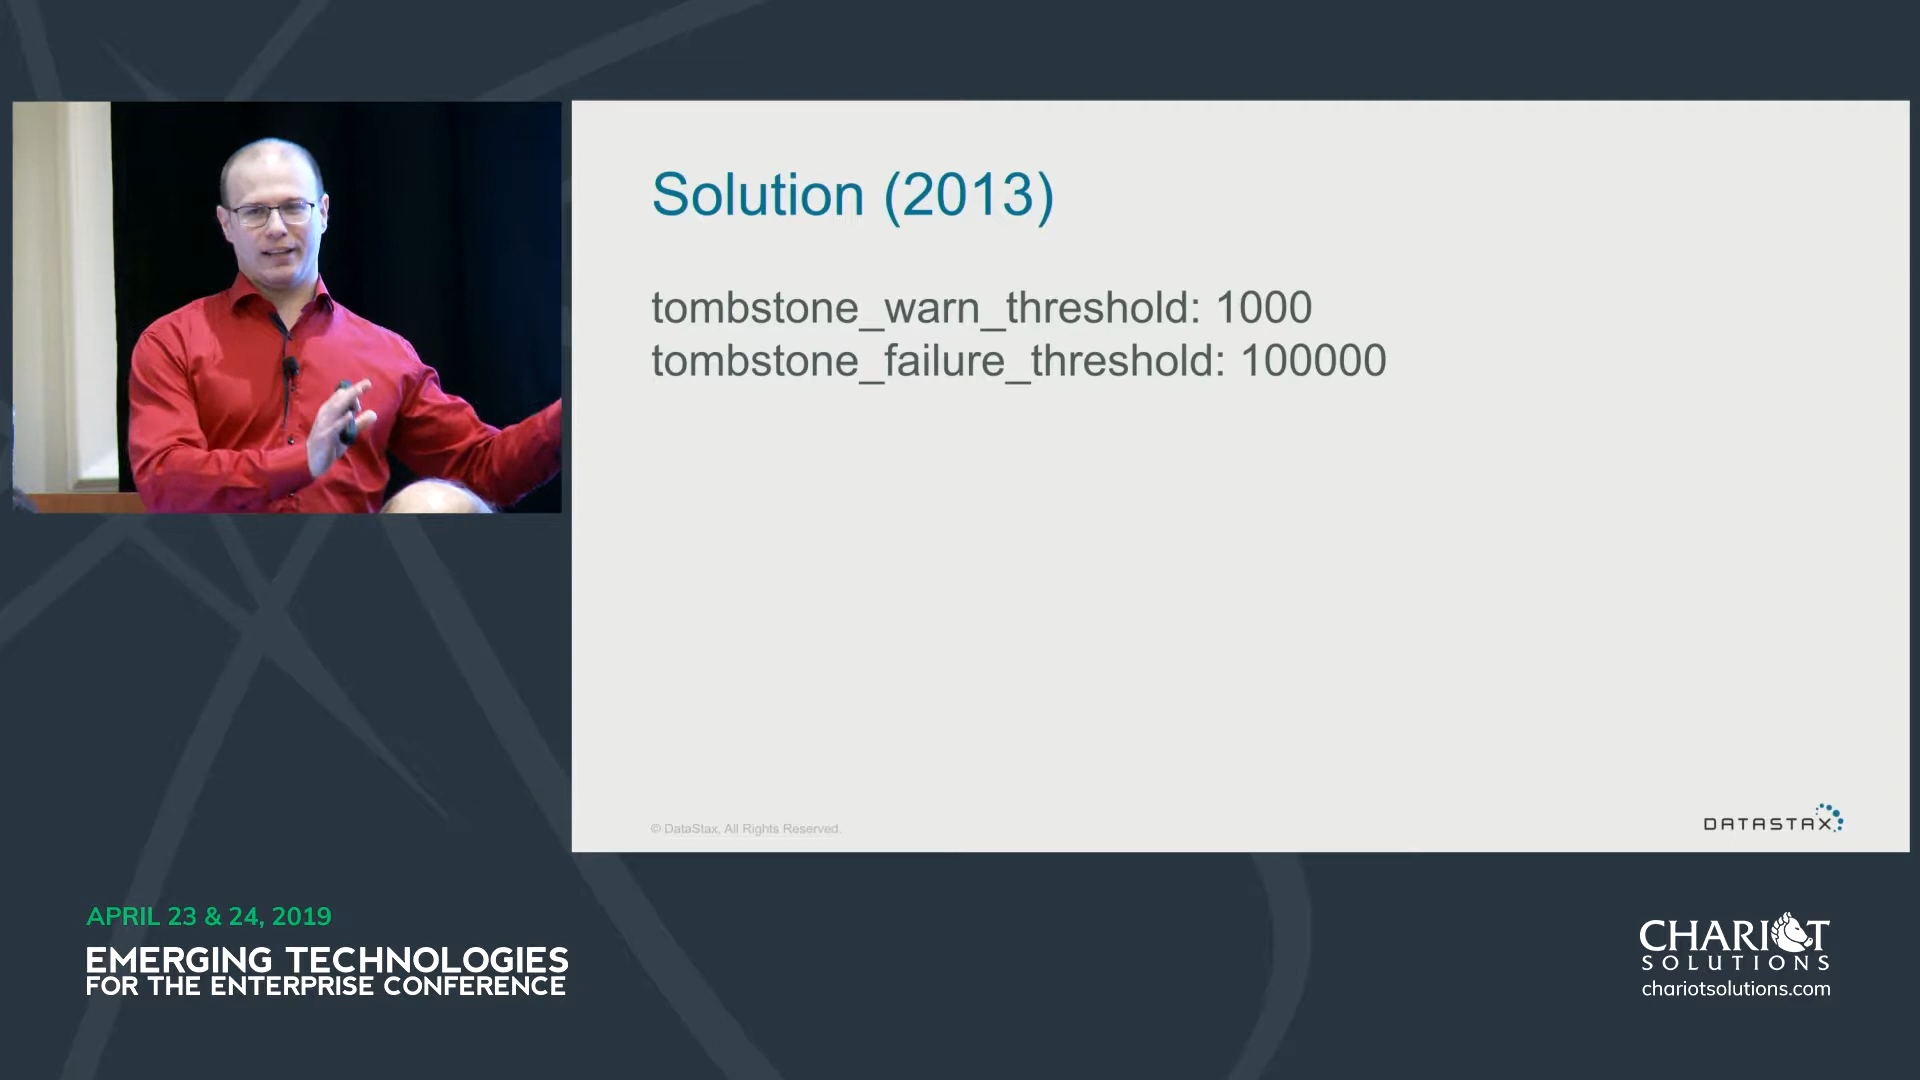 Solution (2013)
tombstone_warn_threshold: 1000
tombstone_failure_threshold: 100000
© DataStax, All Rights Reserved.
DATASTAX
APRIL 23 & 24, 2019
EMERGING TECHNOLOGIES
FOR THE ENTERPRISE CONFERENCE
CHARIOT
SOLUTIONS
chariotsolutions.com